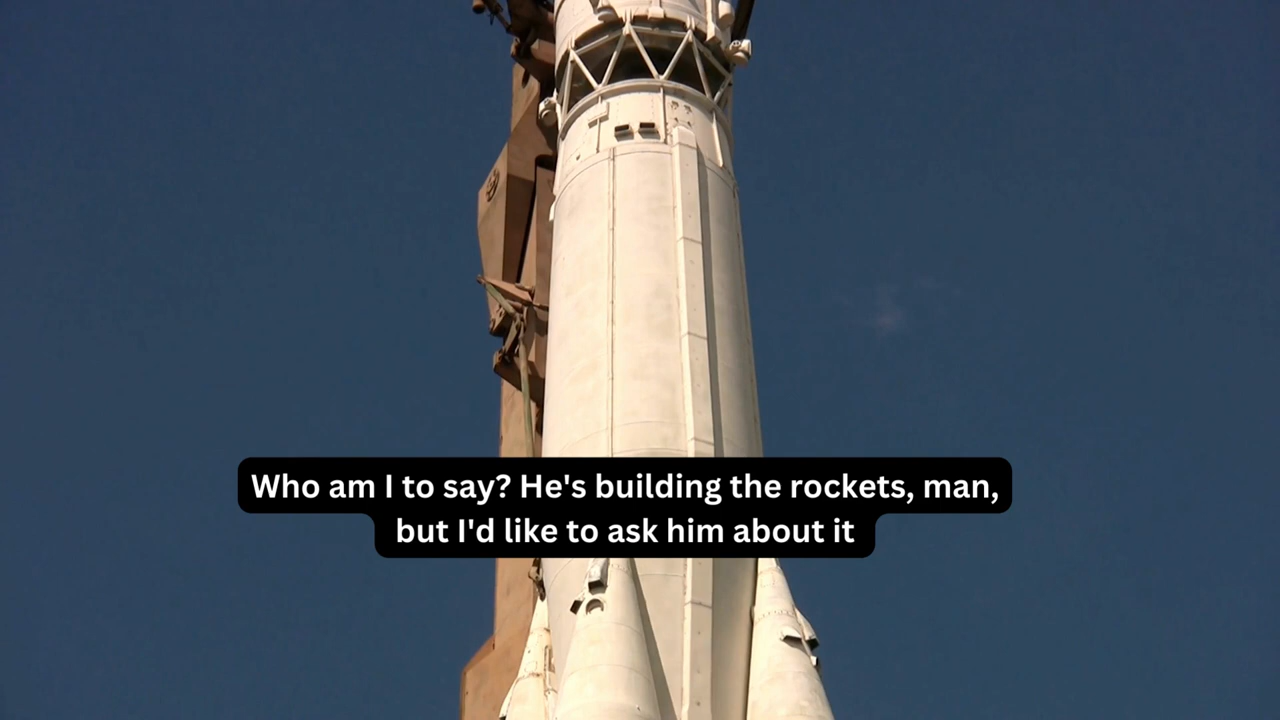 Who am I to say? He's building the rockets, man,
but I'd like to ask him about it